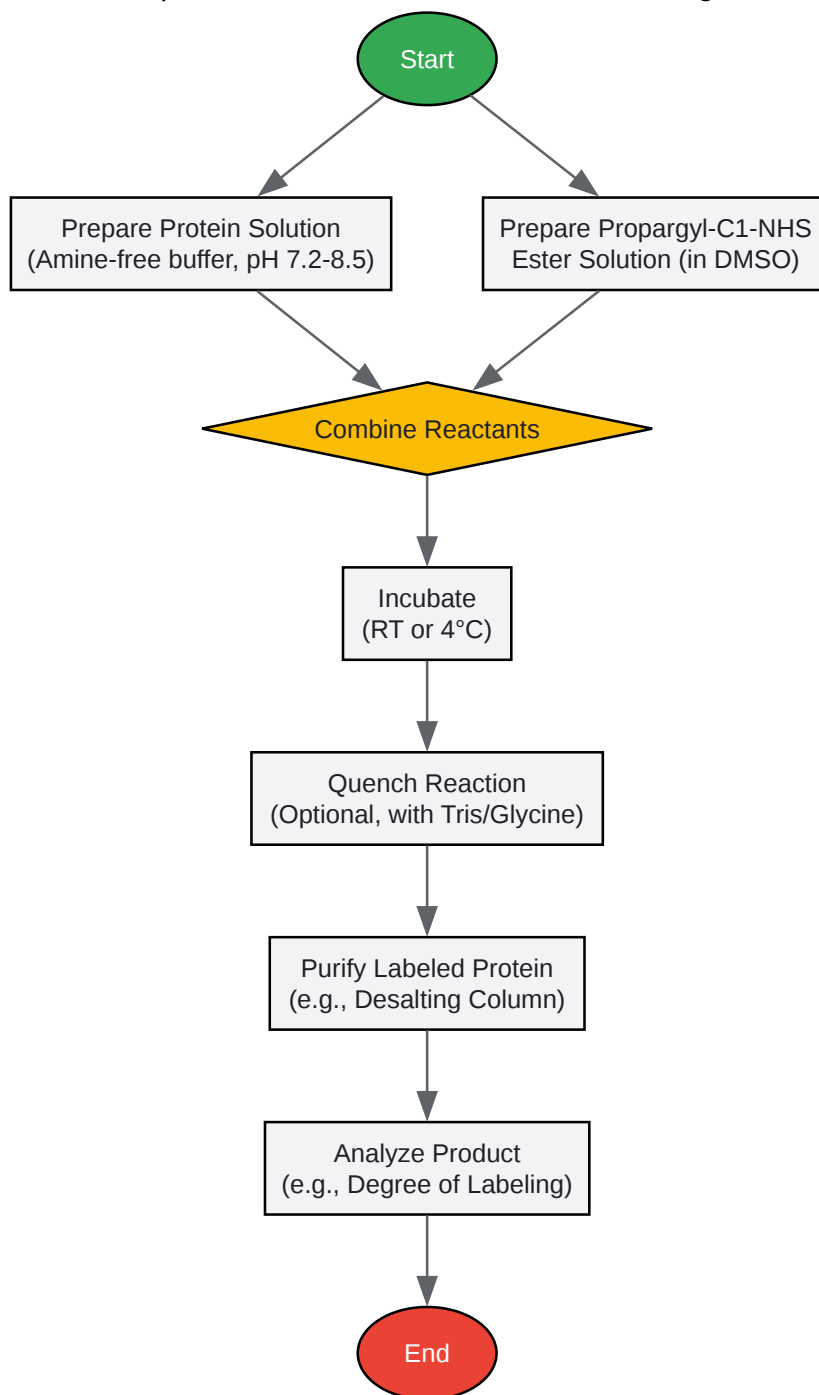 Start
Prepare Protein Solution
(Amine-free buffer, pH 7.2-8.5)
Prepare Propargyl-C1-NHS
Ester Solution (in DMSO)
Combine Reactants
Incubate
(RT or 4°C)
Quench Reaction
(Optional, with Tris/Glycine)
Purify Labeled Protein
(e.g., Desalting Column)
Analyze Product
(e.g., Degree of Labeling)
End